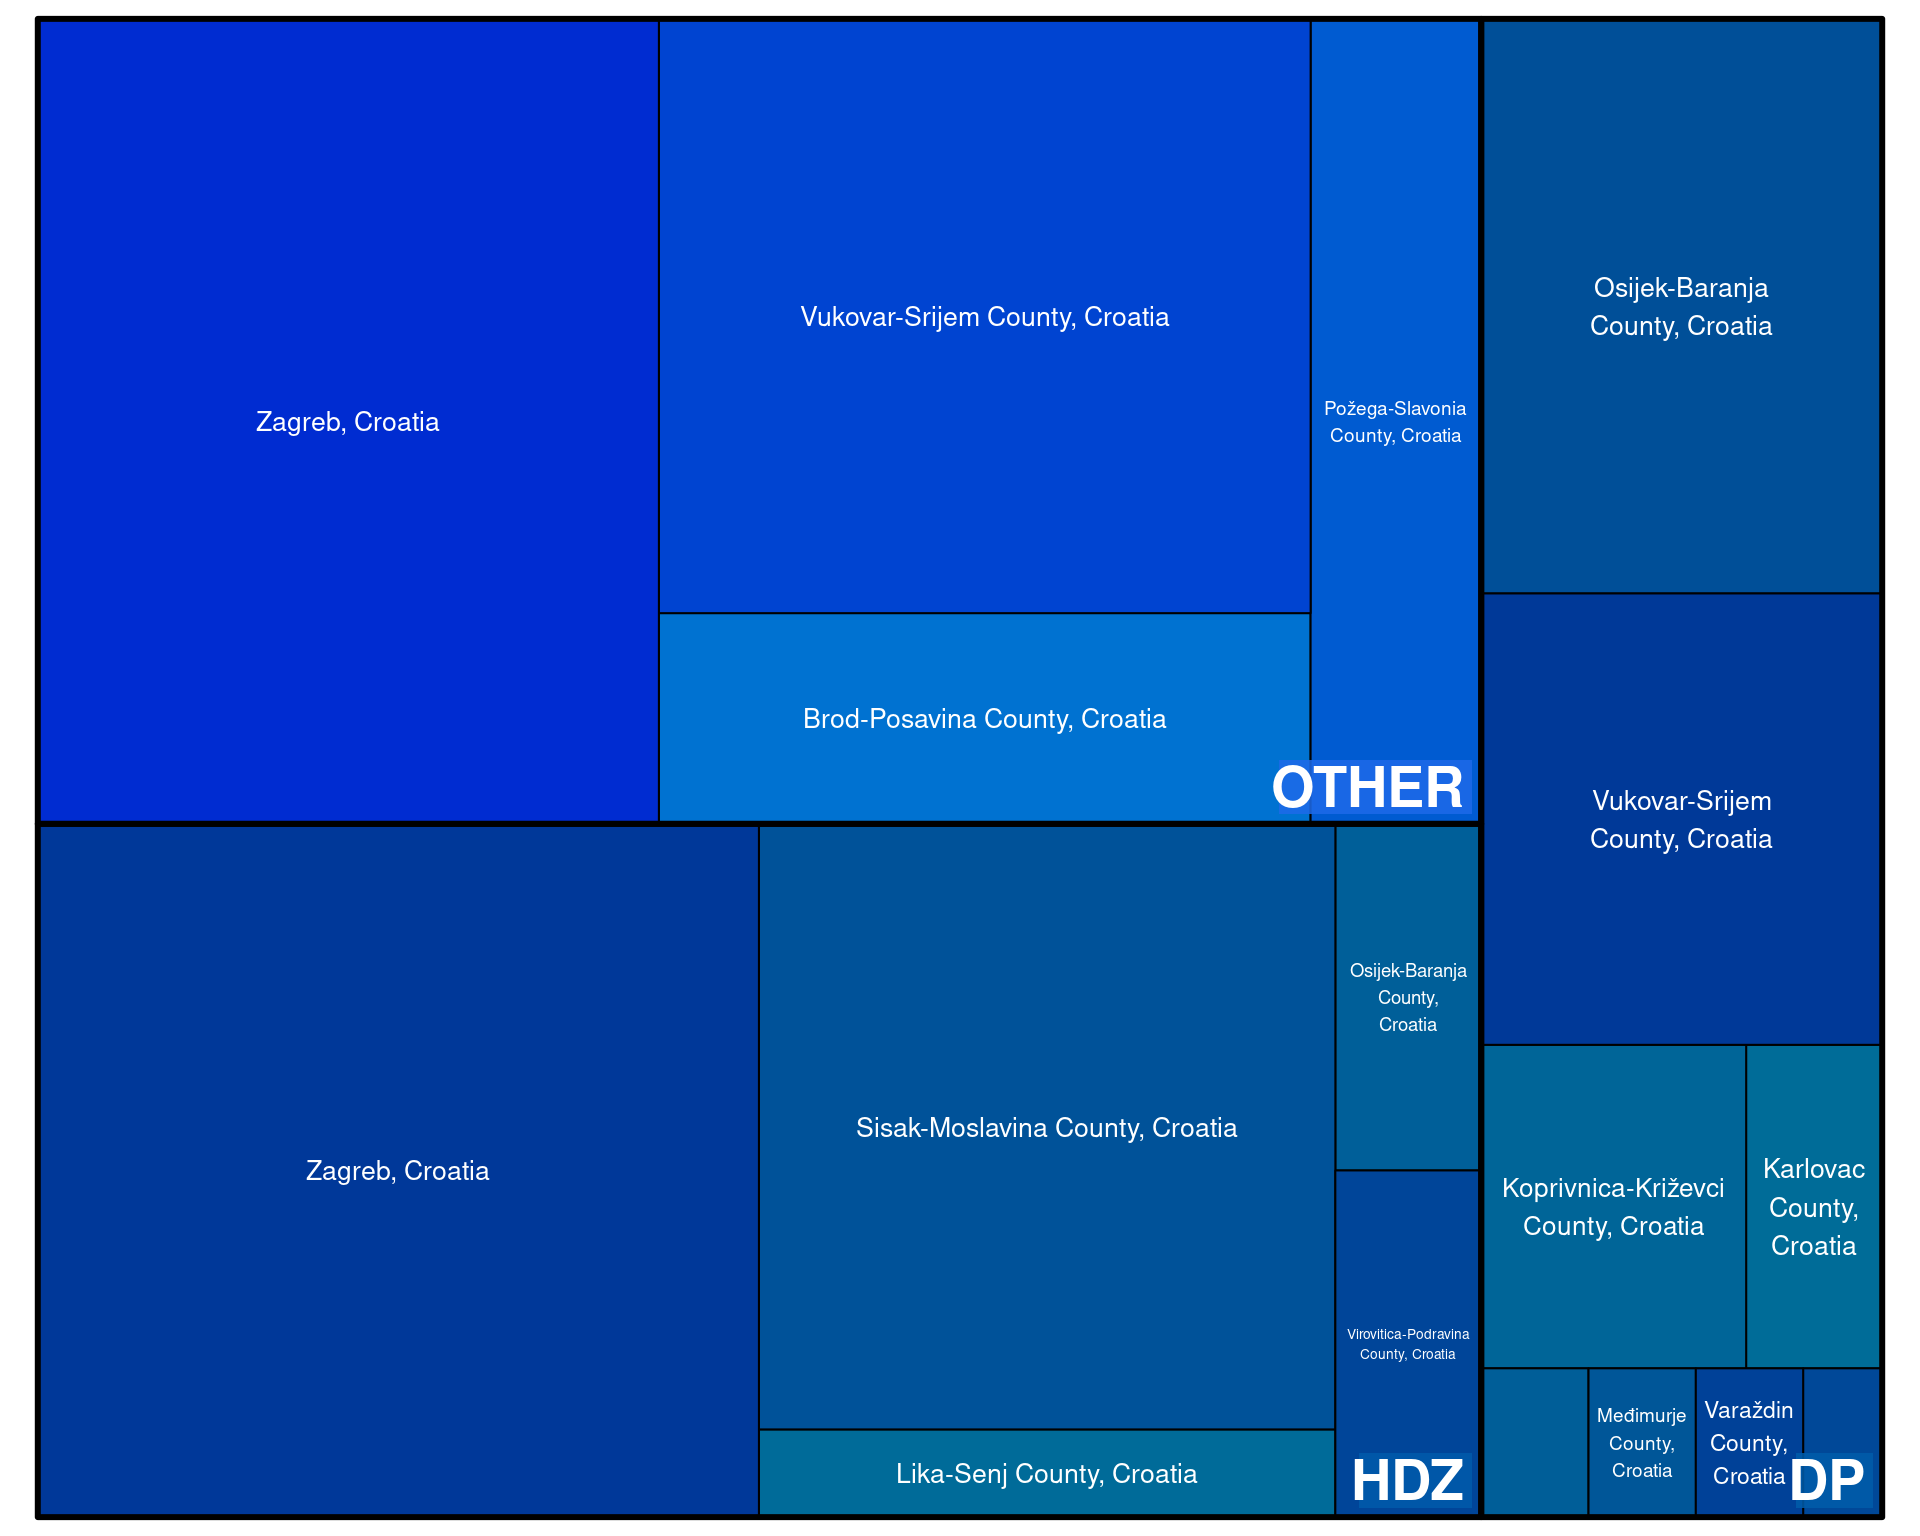 Zagreb, Croatia
Vukovar-Srijem County, Croatia
Požega-Slavonia
County, Croatia
Brod-Posavina County, Croatia
OTHER
Osijek-Baranja
County, Croatia
Vukovar-Srijem
County, Croatia
Zagreb, Croatia
Sisak-Moslavina County, Croatia
Osijek-Baranja
County,
Croatia
Virovitica-Podravina
County, Croatia
Lika-Senj County, Croatia
HDZ
Koprivnica-Križevci
County, Croatia
Karlovac
County,
Croatia
Međimurje
County,
Croatia
Varaždin
County,
Croatia
DP